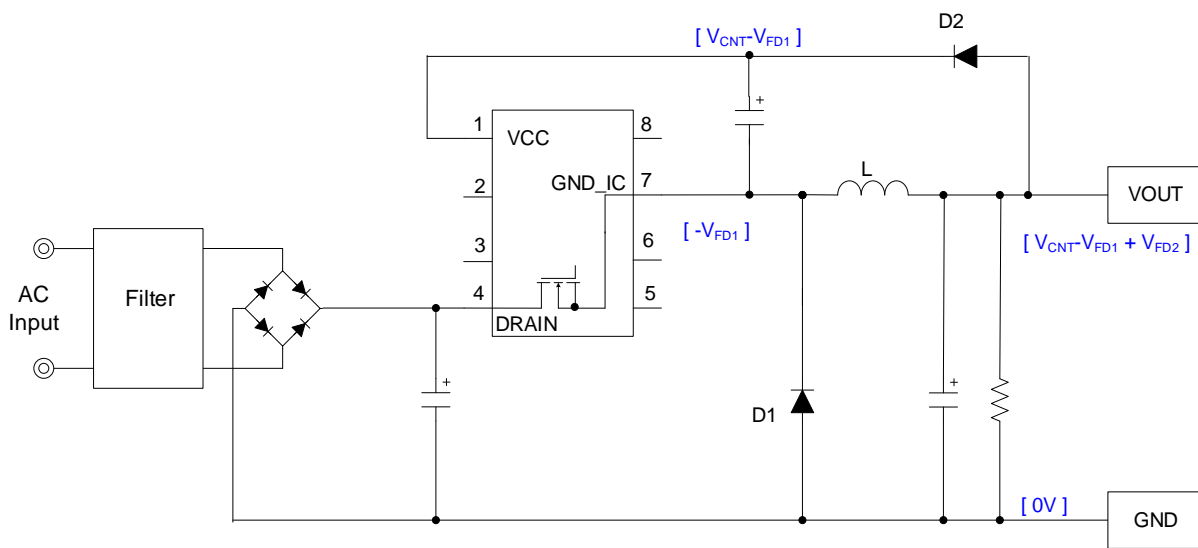 D2
[ VCNT-VFD1 ]
1
VCC
8
2
GND_IC
7
L
VOUT
[ -VFD1 ]
[ VCNT-VFD1 + VFD2 ]
3
6
AC
Input
Filter
4
5
DRAIN
+
+
+
D1
[ 0V ]
GND